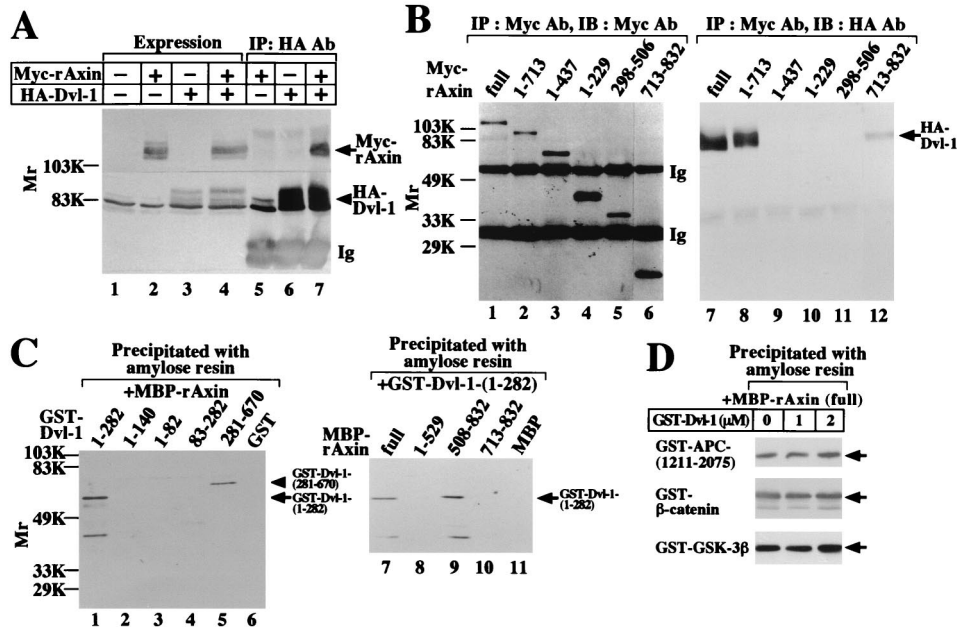 A
Expression IP: HA Ab
Myc-rAxin − + − + + − +
HA-Dvl-1 − − + + − + +
Mr
103K
83K
Myc-
rAxin
HA-
Dvl-1
Ig
1 2 3 4 5 6 7
B
IP : Myc Ab, IB : Myc Ab
IP : Myc Ab, IB : HA Ab
Myc-
rAxin
full 1-713 1-437 1-229 298-506 713-832
full 1-713 1-437 1-229 298-506 713-832
Mr
103K
83K
49K
33K
29K
Ig
Ig
HA-
Dvl-1
1 2 3 4 5 6
7 8 9 10 11 12
C
Precipitated with
amylose resin
+MBP-rAxin
GST-
Dvl-1
1-282 1-140 1-82 83-282 281-670 GST
Mr
103K
83K
49K
33K
29K
GST-Dvl-1-
(281-670)
GST-Dvl-1-
(1-282)
1 2 3 4 5 6
Precipitated with
amylose resin
+GST-Dvl-1-(1-282)
MBP-
rAxin
full 1-529 508-832 713-832 MBP
GST-Dvl-1-
(1-282)
7 8 9 10 11
D
Precipitated with
amylose resin
+MBP-rAxin (full)
GST-Dvl-1 (μM) 0 1 2
GST-APC-
(1211-2075)
GST-
β-catenin
GST-GSK-3β